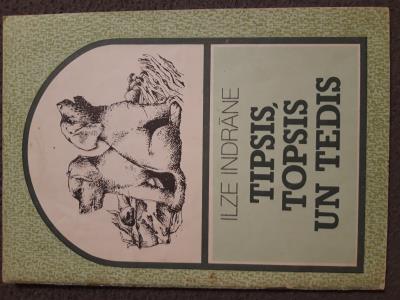 ILZE INDRĀNE
TIPSIS,
TOPSIS
UN TEDIS